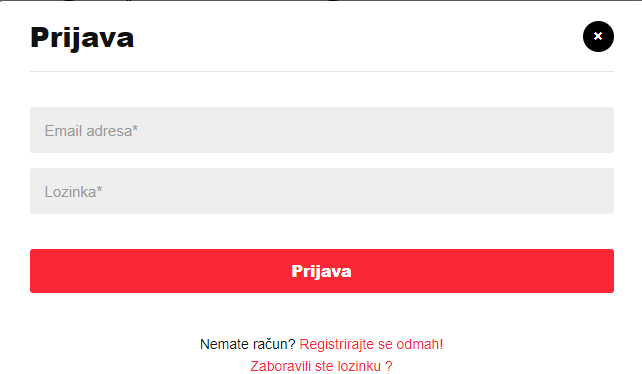 Prijava
Email adresa*
Lozinka*
Prijava
Nemate račun? Registrirajte se odmah!
Zaboravili ste lozinku ?